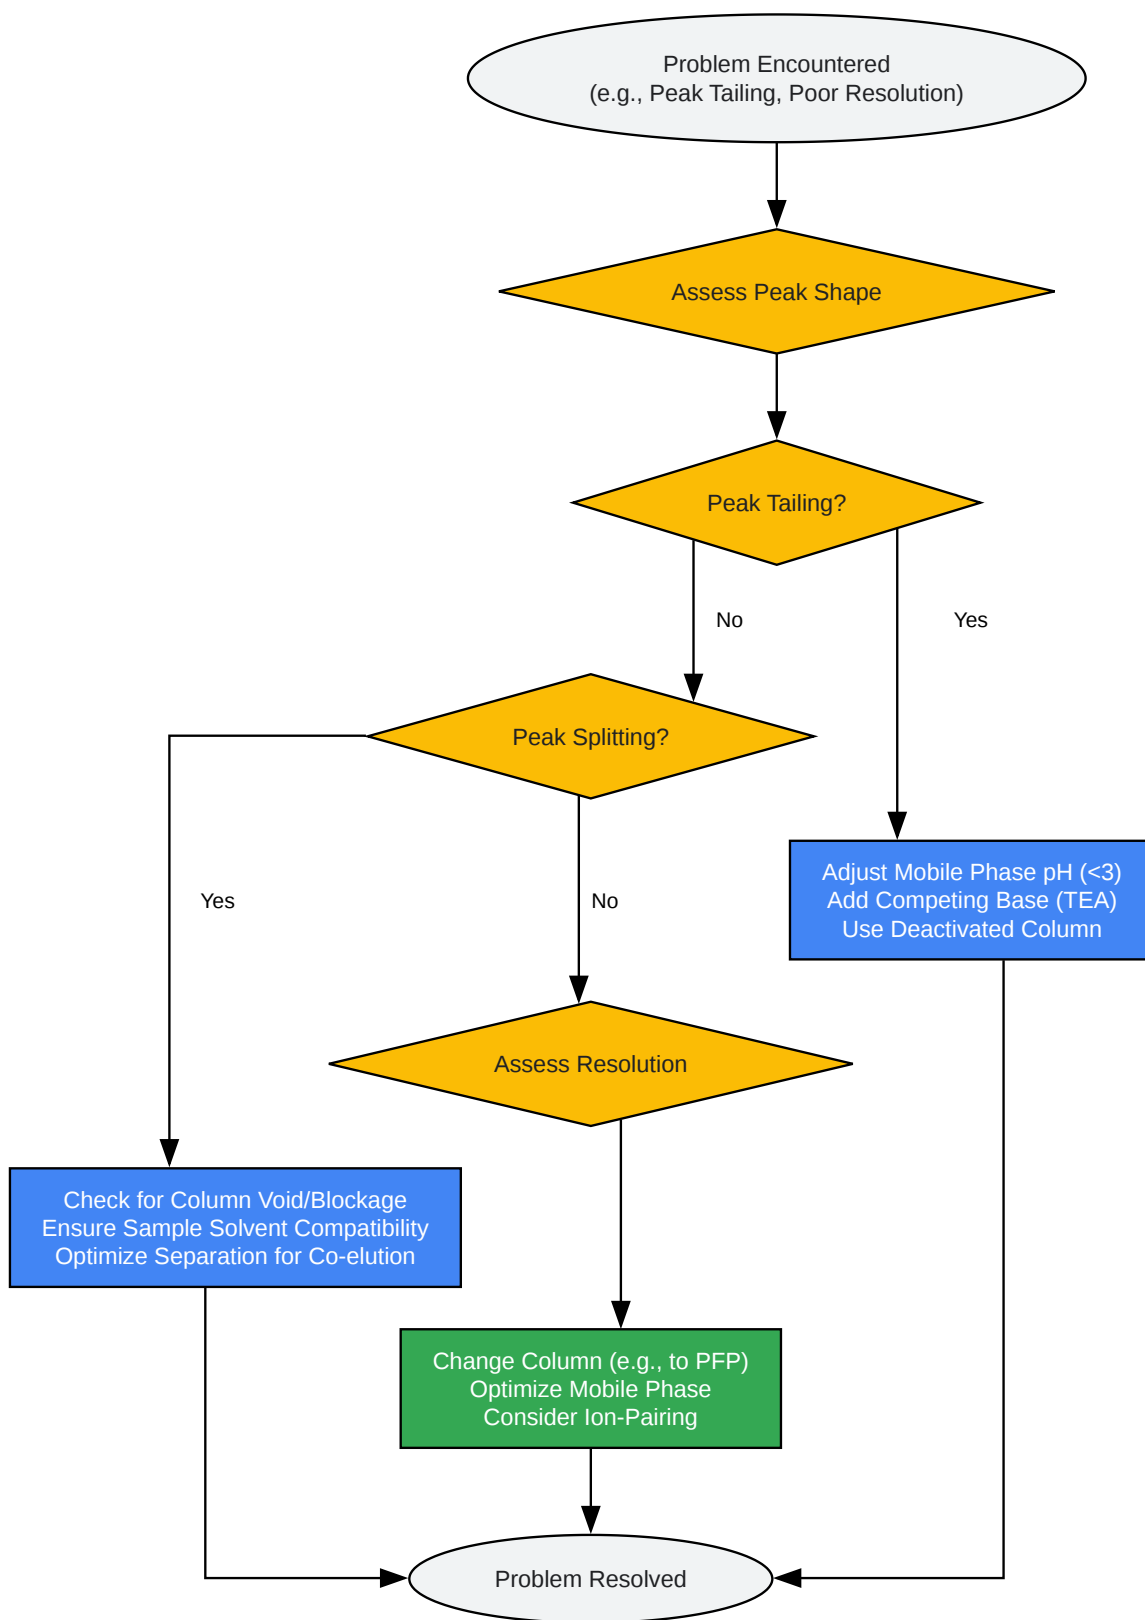 Problem Encountered
(e.g., Peak Tailing, Poor Resolution)
Assess Peak Shape
Peak Tailing?
No
Yes
Peak Splitting?
Adjust Mobile Phase pH (<3)
Add Competing Base (TEA)
Use Deactivated Column
Yes
No
Assess Resolution
Check for Column Void/Blockage
Ensure Sample Solvent Compatibility
Optimize Separation for Co-elution
Change Column (e.g., to PFP)
Optimize Mobile Phase
Consider Ion-Pairing
Problem Resolved